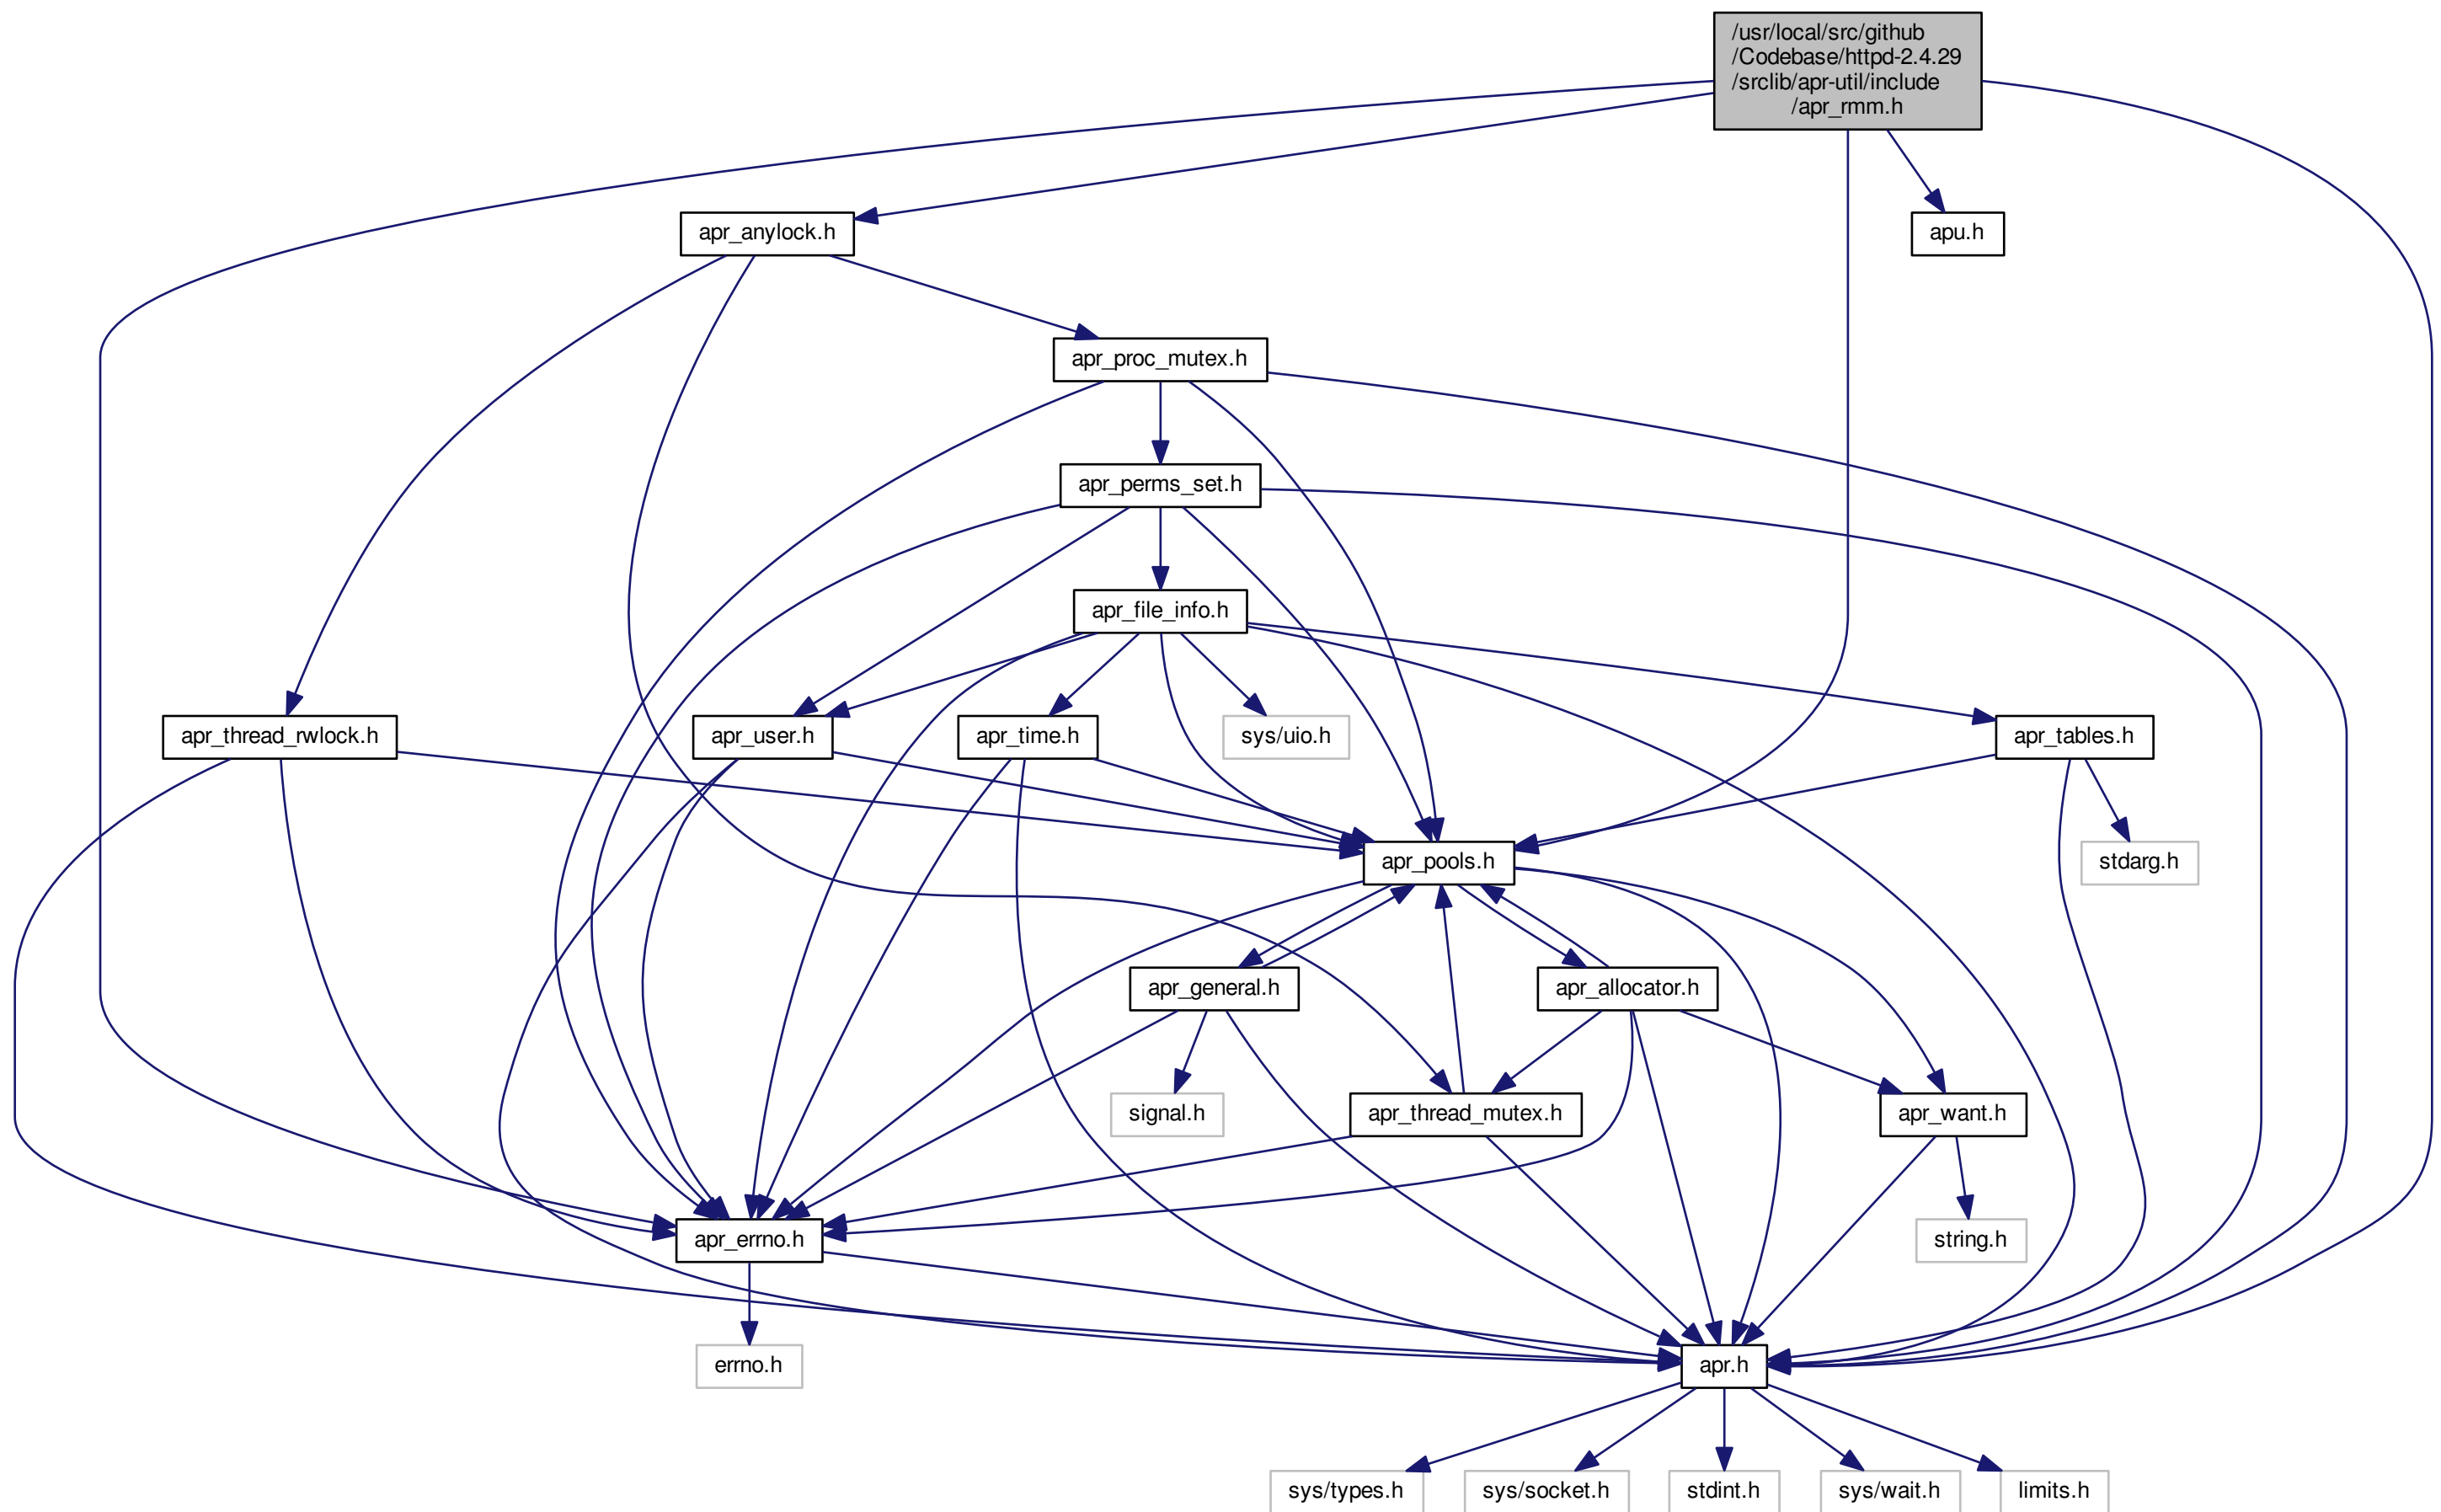 /usr/local/src/github
/Codebase/httpd-2.4.29
/srclib/apr-util/include
/apr_rmm.h
apr_anylock.h
apu.h
apr_proc_mutex.h
apr_perms_set.h
apr_file_info.h
apr_thread_rwlock.h
apr_user.h
apr_time.h
sys/uio.h
apr_tables.h
apr_pools.h
stdarg.h
apr_general.h
apr_allocator.h
signal.h
apr_thread_mutex.h
apr_want.h
apr_errno.h
string.h
errno.h
apr.h
sys/types.h
sys/socket.h
stdint.h
sys/wait.h
limits.h